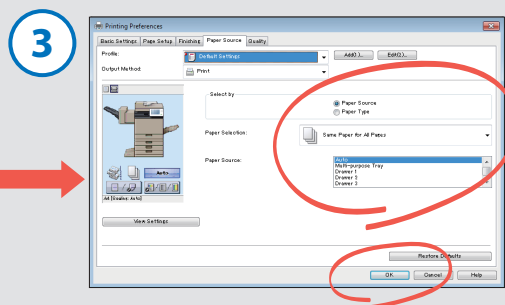 3
Printing Preferences
Basic Settings Page Setup Finishing Paper Source Quality
Profile: Default Settings Add(1)... Edit(2)...
Output Method: Print
Select by
Paper Source
Paper Type
Paper Selection: Same Paper for All Pages
Paper Source: Auto
Multi-purpose Tray
Drawer 1
Drawer 2
Drawer 3
Auto
A4 [Scaling: Auto]
View Settings
Restore Defaults
OK Cancel Help